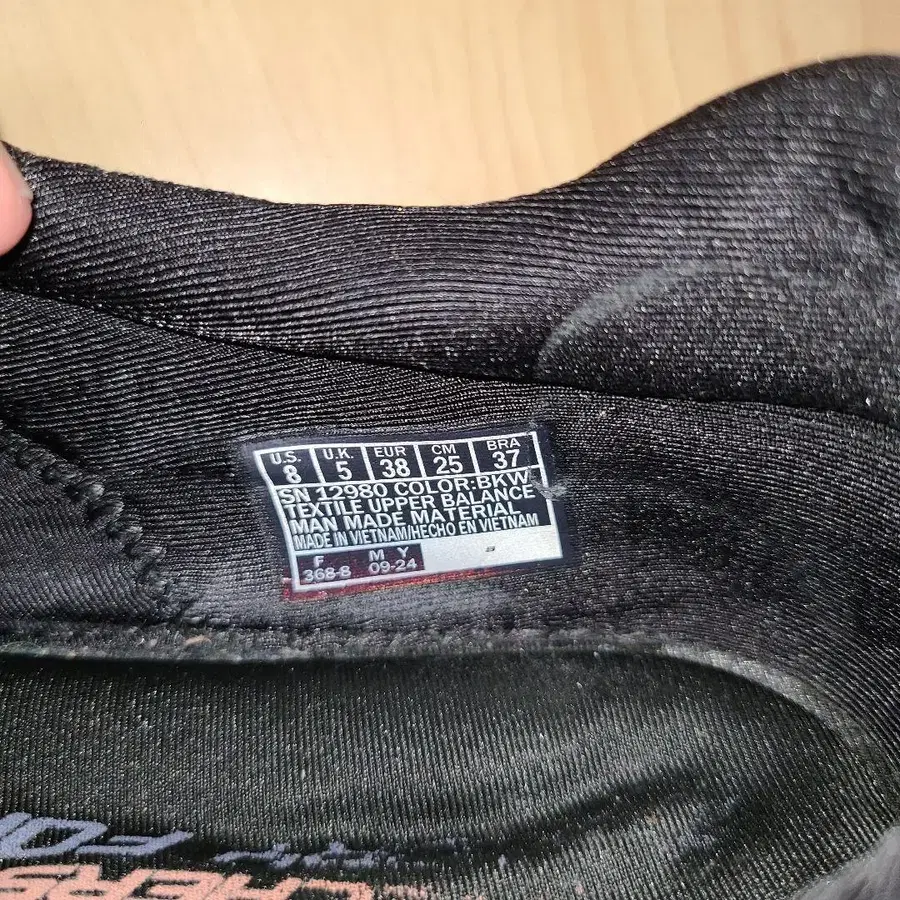 U.S. U.K. EUR CM BRA
8 5 38 25 37
SN 12980 COLOR:BKW
TEXTILE UPPER BALANCE
MAN MADE MATERIAL
MADE IN VIETNAM/HECHO EN VIETNAM
F M Y
368-8 09-24